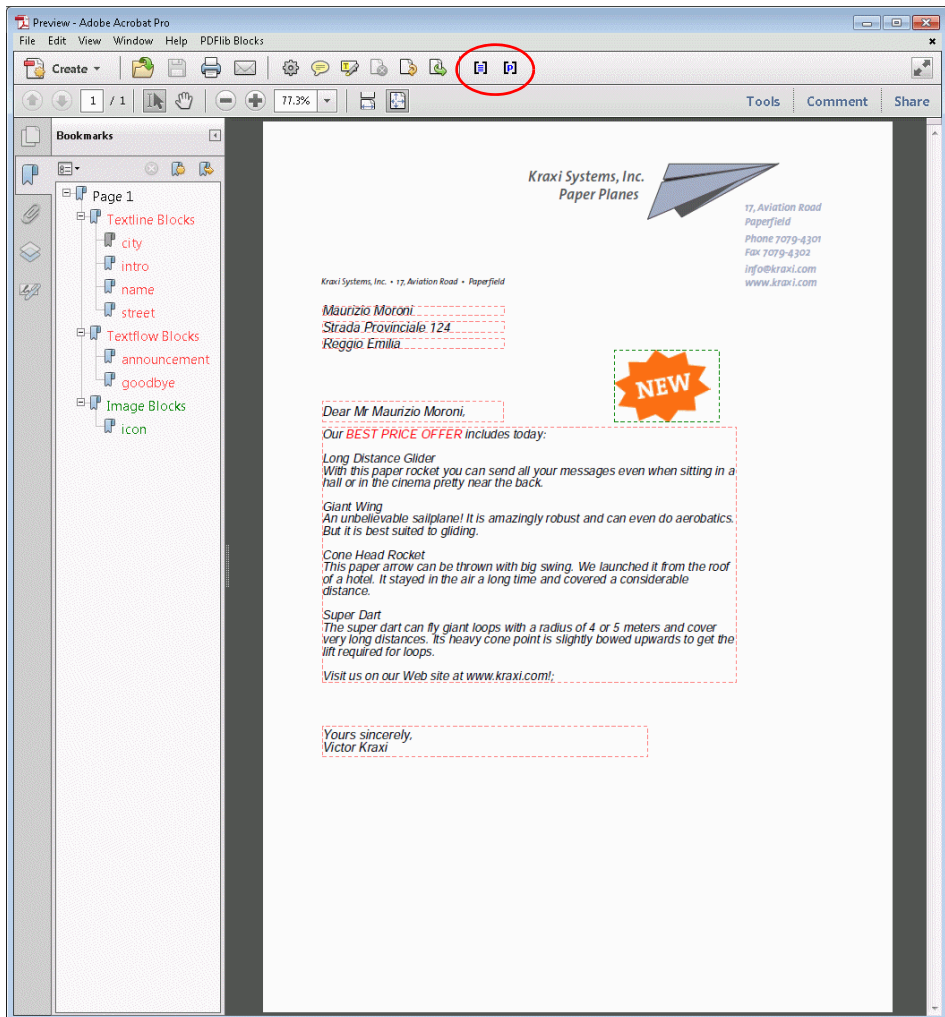 Preview - Adobe Acrobat Pro
File Edit View Window Help PDFlib Blocks
Create
1 / 1
77.3%
Tools Comment Share
Bookmarks
Page 1
Textline Blocks
city
intro
name
street
Textflow Blocks
announcement
goodbye
Image Blocks
icon
Kraxi Systems, Inc.
Paper Planes
17, Aviation Road
Paperfield
Phone 7079-4301
Fax 7079-4302
info@kraxi.com
www.kraxi.com
Kraxi Systems, Inc. • 17, Aviation Road • Paperfield
Maurizio Moroni
Strada Provinciale 124
Reggio Emilia
NEW
Dear Mr Maurizio Moroni,
Our BEST PRICE OFFER includes today:
Long Distance Glider
With this paper rocket you can send all your messages even when sitting in a
hall or in the cinema pretty near the back.
Giant Wing
An unbelievable sailplane! It is amazingly robust and can even do aerobatics.
But it is best suited to gliding.
Cone Head Rocket
This paper arrow can be thrown with big swing. We launched it from the roof
of a hotel. It stayed in the air a long time and covered a considerable
distance.
Super Dart
The super dart can fly giant loops with a radius of 4 or 5 meters and cover
very long distances. Its heavy cone point is slightly bowed upwards to get the
lift required for loops.
Visit us on our Web site at www.kraxi.com!;
Yours sincerely,
Victor Kraxi